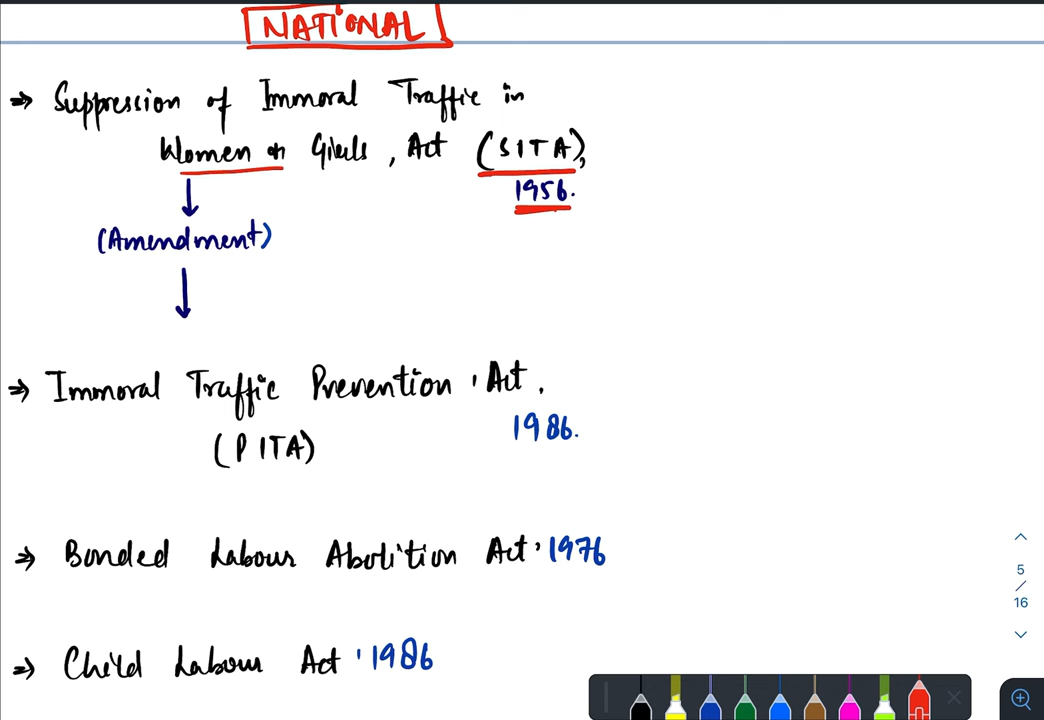 NATIONAL
⇒ Suppression of Immoral Traffic in
Women or Girls, Act (SITA),
1956.
(Amendment)
⇒ Immoral Traffic Prevention, Act,
1986.
(PITA)
⇒ Bonded Labour Abolition Act, 1976
⇒ Child Labour Act, 1986
5
/
16